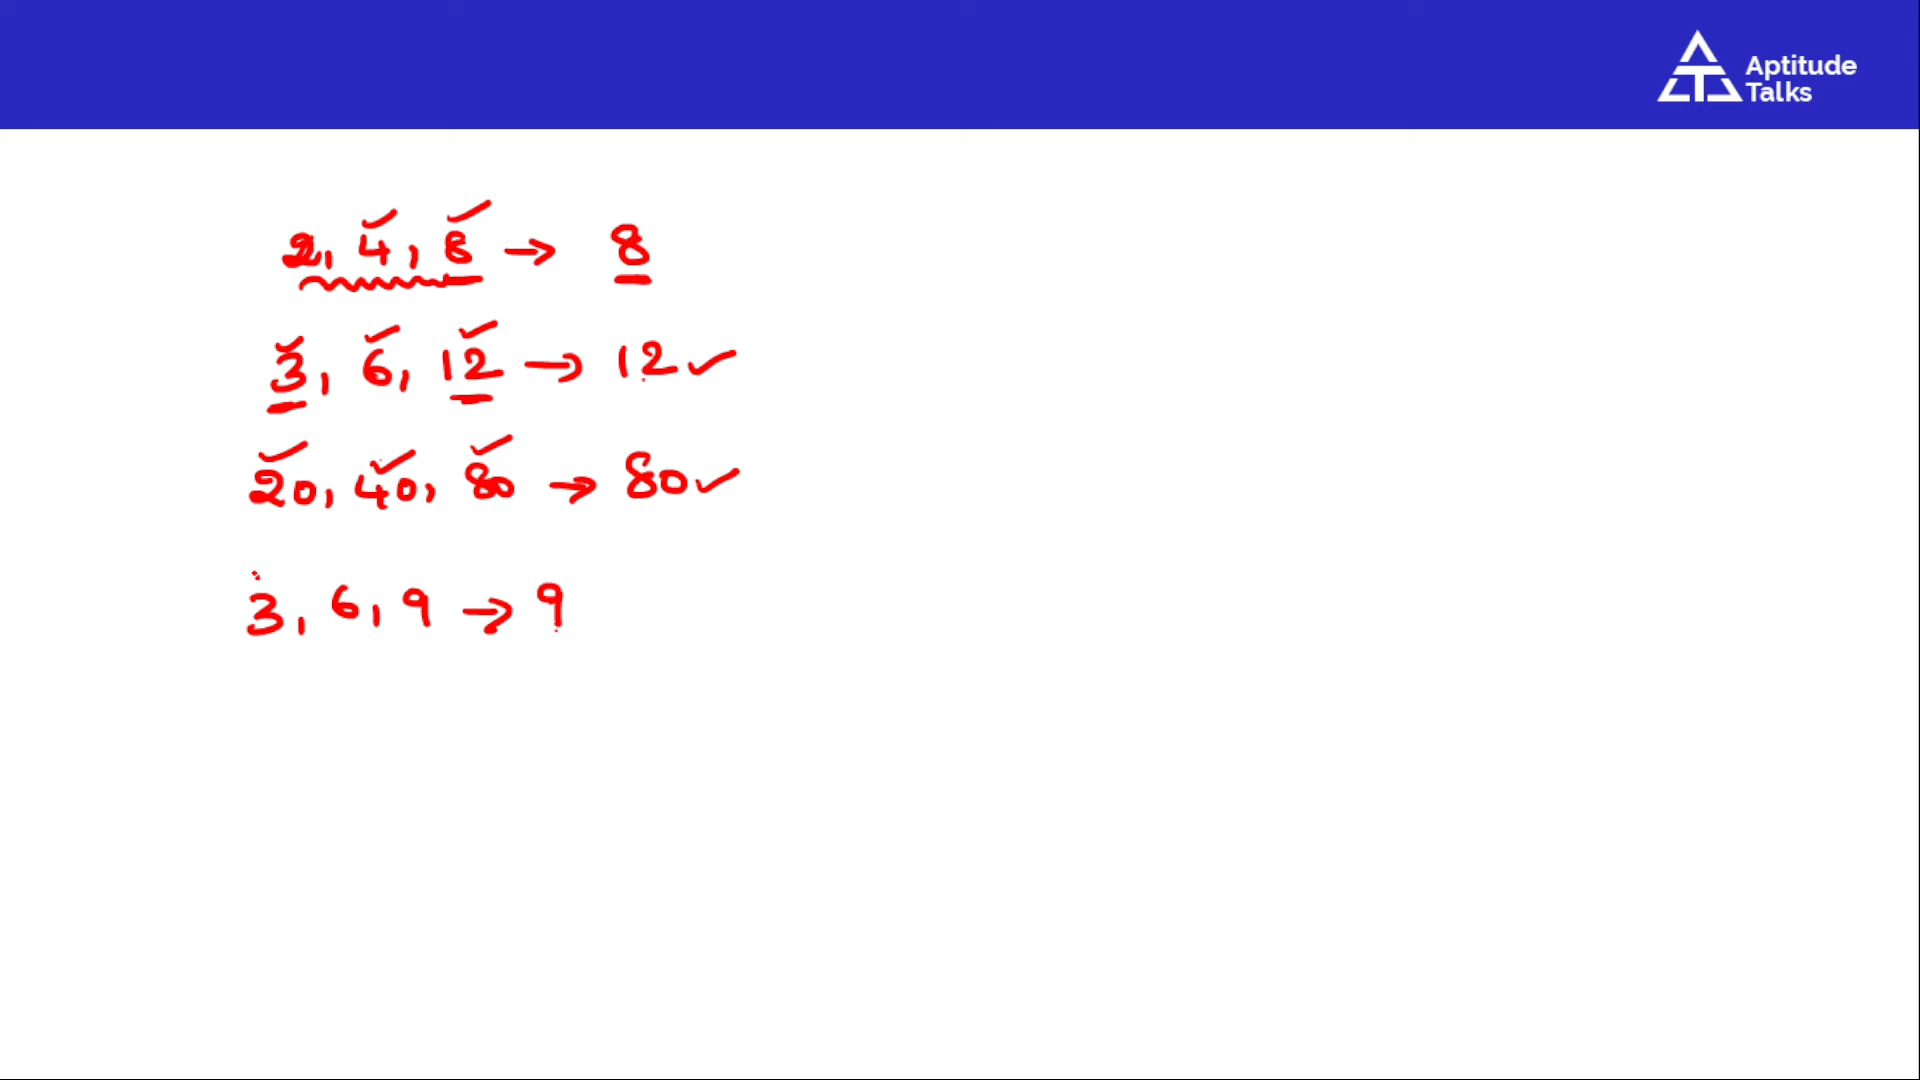 Aptitude
Talks
2, 4, 8 → 8
3, 6, 12 → 12 ✓
20, 40, 80 → 80 ✓
3, 6, 9 → 9